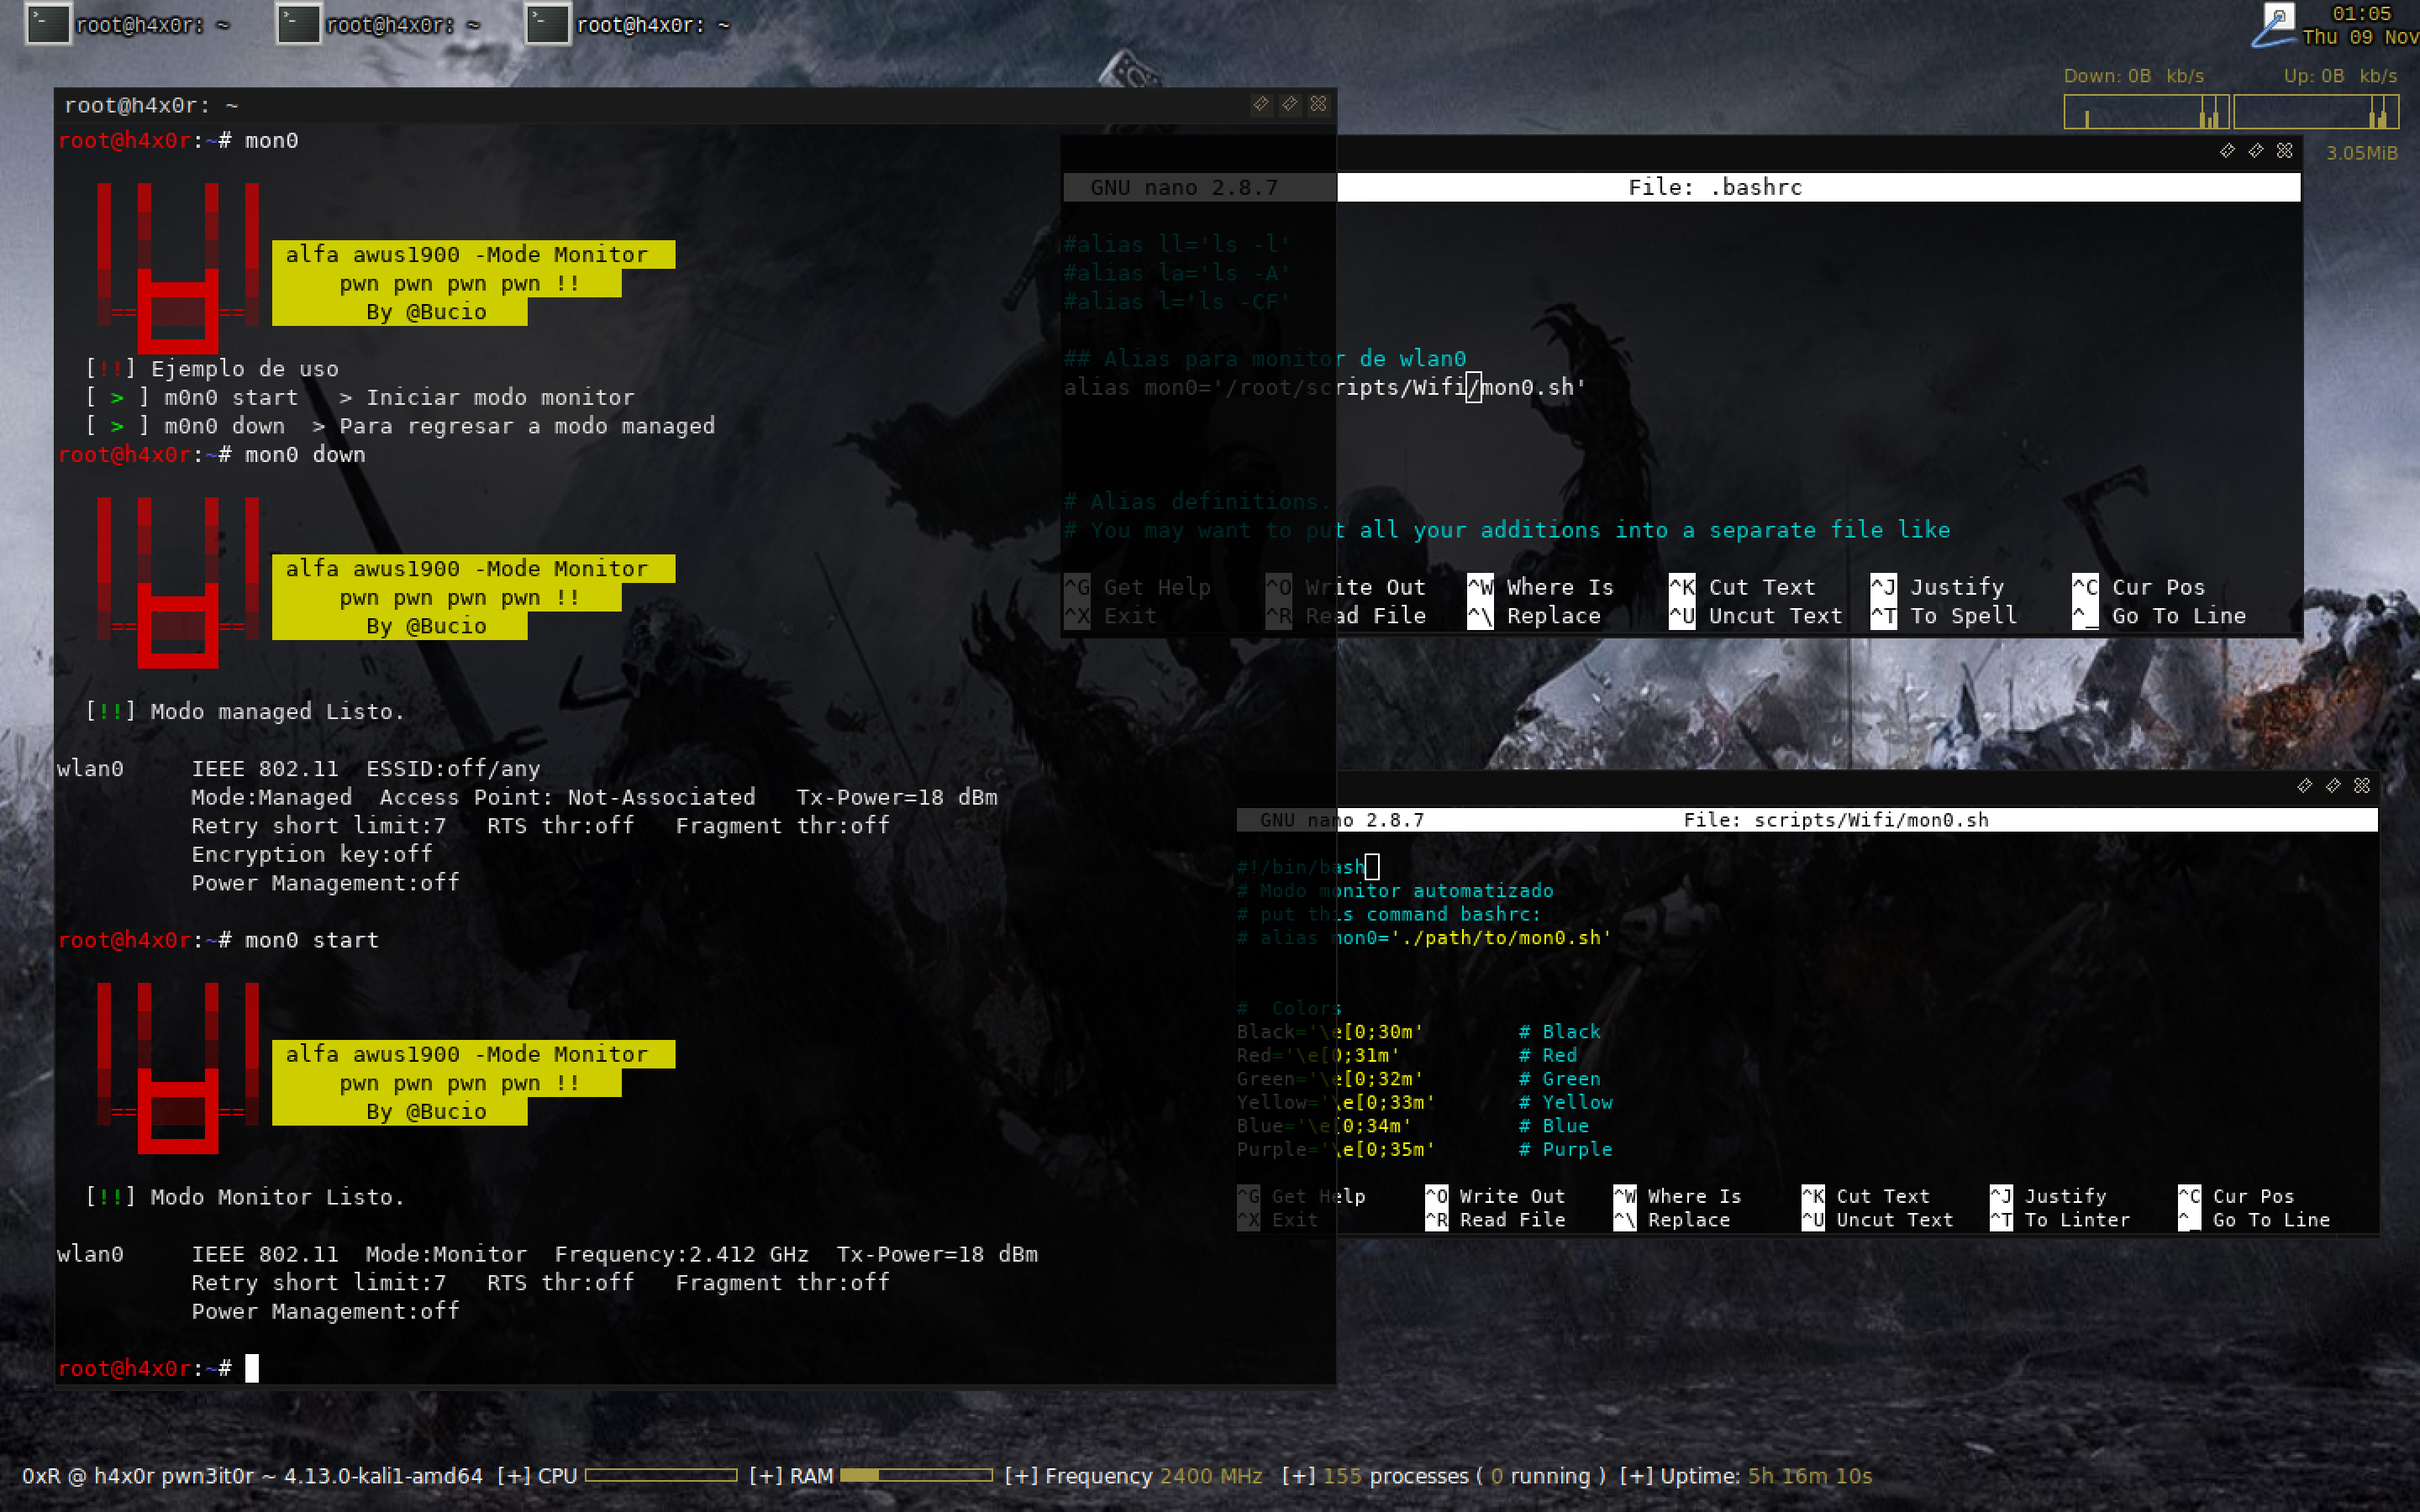 root@h4x0r: ~
root@h4x0r: ~
root@h4x0r: ~
01:05
Thu 09 Nov
Down: 0B kb/s
Up: 0B kb/s
3.05MiB
root@h4x0r: ~
root@h4x0r:~# mon0
alfa awus1900 -Mode Monitor
pwn pwn pwn pwn !!
By @Bucio
== ==
[!!] Ejemplo de uso
[ > ] m0n0 start > Iniciar modo monitor
[ > ] m0n0 down > Para regresar a modo managed
root@h4x0r:~# mon0 down
alfa awus1900 -Mode Monitor
pwn pwn pwn pwn !!
By @Bucio
== ==
[!!] Modo managed Listo.
wlan0 IEEE 802.11 ESSID:off/any
Mode:Managed Access Point: Not-Associated Tx-Power=18 dBm
Retry short limit:7 RTS thr:off Fragment thr:off
Encryption key:off
Power Management:off
root@h4x0r:~# mon0 start
alfa awus1900 -Mode Monitor
pwn pwn pwn pwn !!
By @Bucio
== ==
[!!] Modo Monitor Listo.
wlan0 IEEE 802.11 Mode:Monitor Frequency:2.412 GHz Tx-Power=18 dBm
Retry short limit:7 RTS thr:off Fragment thr:off
Power Management:off
root@h4x0r:~#
GNU nano 2.8.7 File: .bashrc
#alias ll='ls -l'
#alias la='ls -A'
#alias l='ls -CF'
## Alias para monitor de wlan0
alias mon0='/root/scripts/Wifi/mon0.sh'
# Alias definitions.
# You may want to put all your additions into a separate file like
^G Get Help ^O Write Out ^W Where Is ^K Cut Text ^J Justify ^C Cur Pos
^X Exit ^R Read File ^\ Replace ^U Uncut Text ^T To Spell ^_ Go To Line
GNU nano 2.8.7 File: scripts/Wifi/mon0.sh
#!/bin/bash
# Modo monitor automatizado
# put this command bashrc:
# alias mon0='./path/to/mon0.sh'
# Colors
Black='\e[0;30m' # Black
Red='\e[0;31m' # Red
Green='\e[0;32m' # Green
Yellow='\e[0;33m' # Yellow
Blue='\e[0;34m' # Blue
Purple='\e[0;35m' # Purple
^G Get Help ^O Write Out ^W Where Is ^K Cut Text ^J Justify ^C Cur Pos
^X Exit ^R Read File ^\ Replace ^U Uncut Text ^T To Linter ^_ Go To Line
0xR @ h4x0r pwn3it0r ~ 4.13.0-kali1-amd64 [+] CPU [+] RAM [+] Frequency 2400 MHz [+] 155 processes ( 0 running ) [+] Uptime: 5h 16m 10s